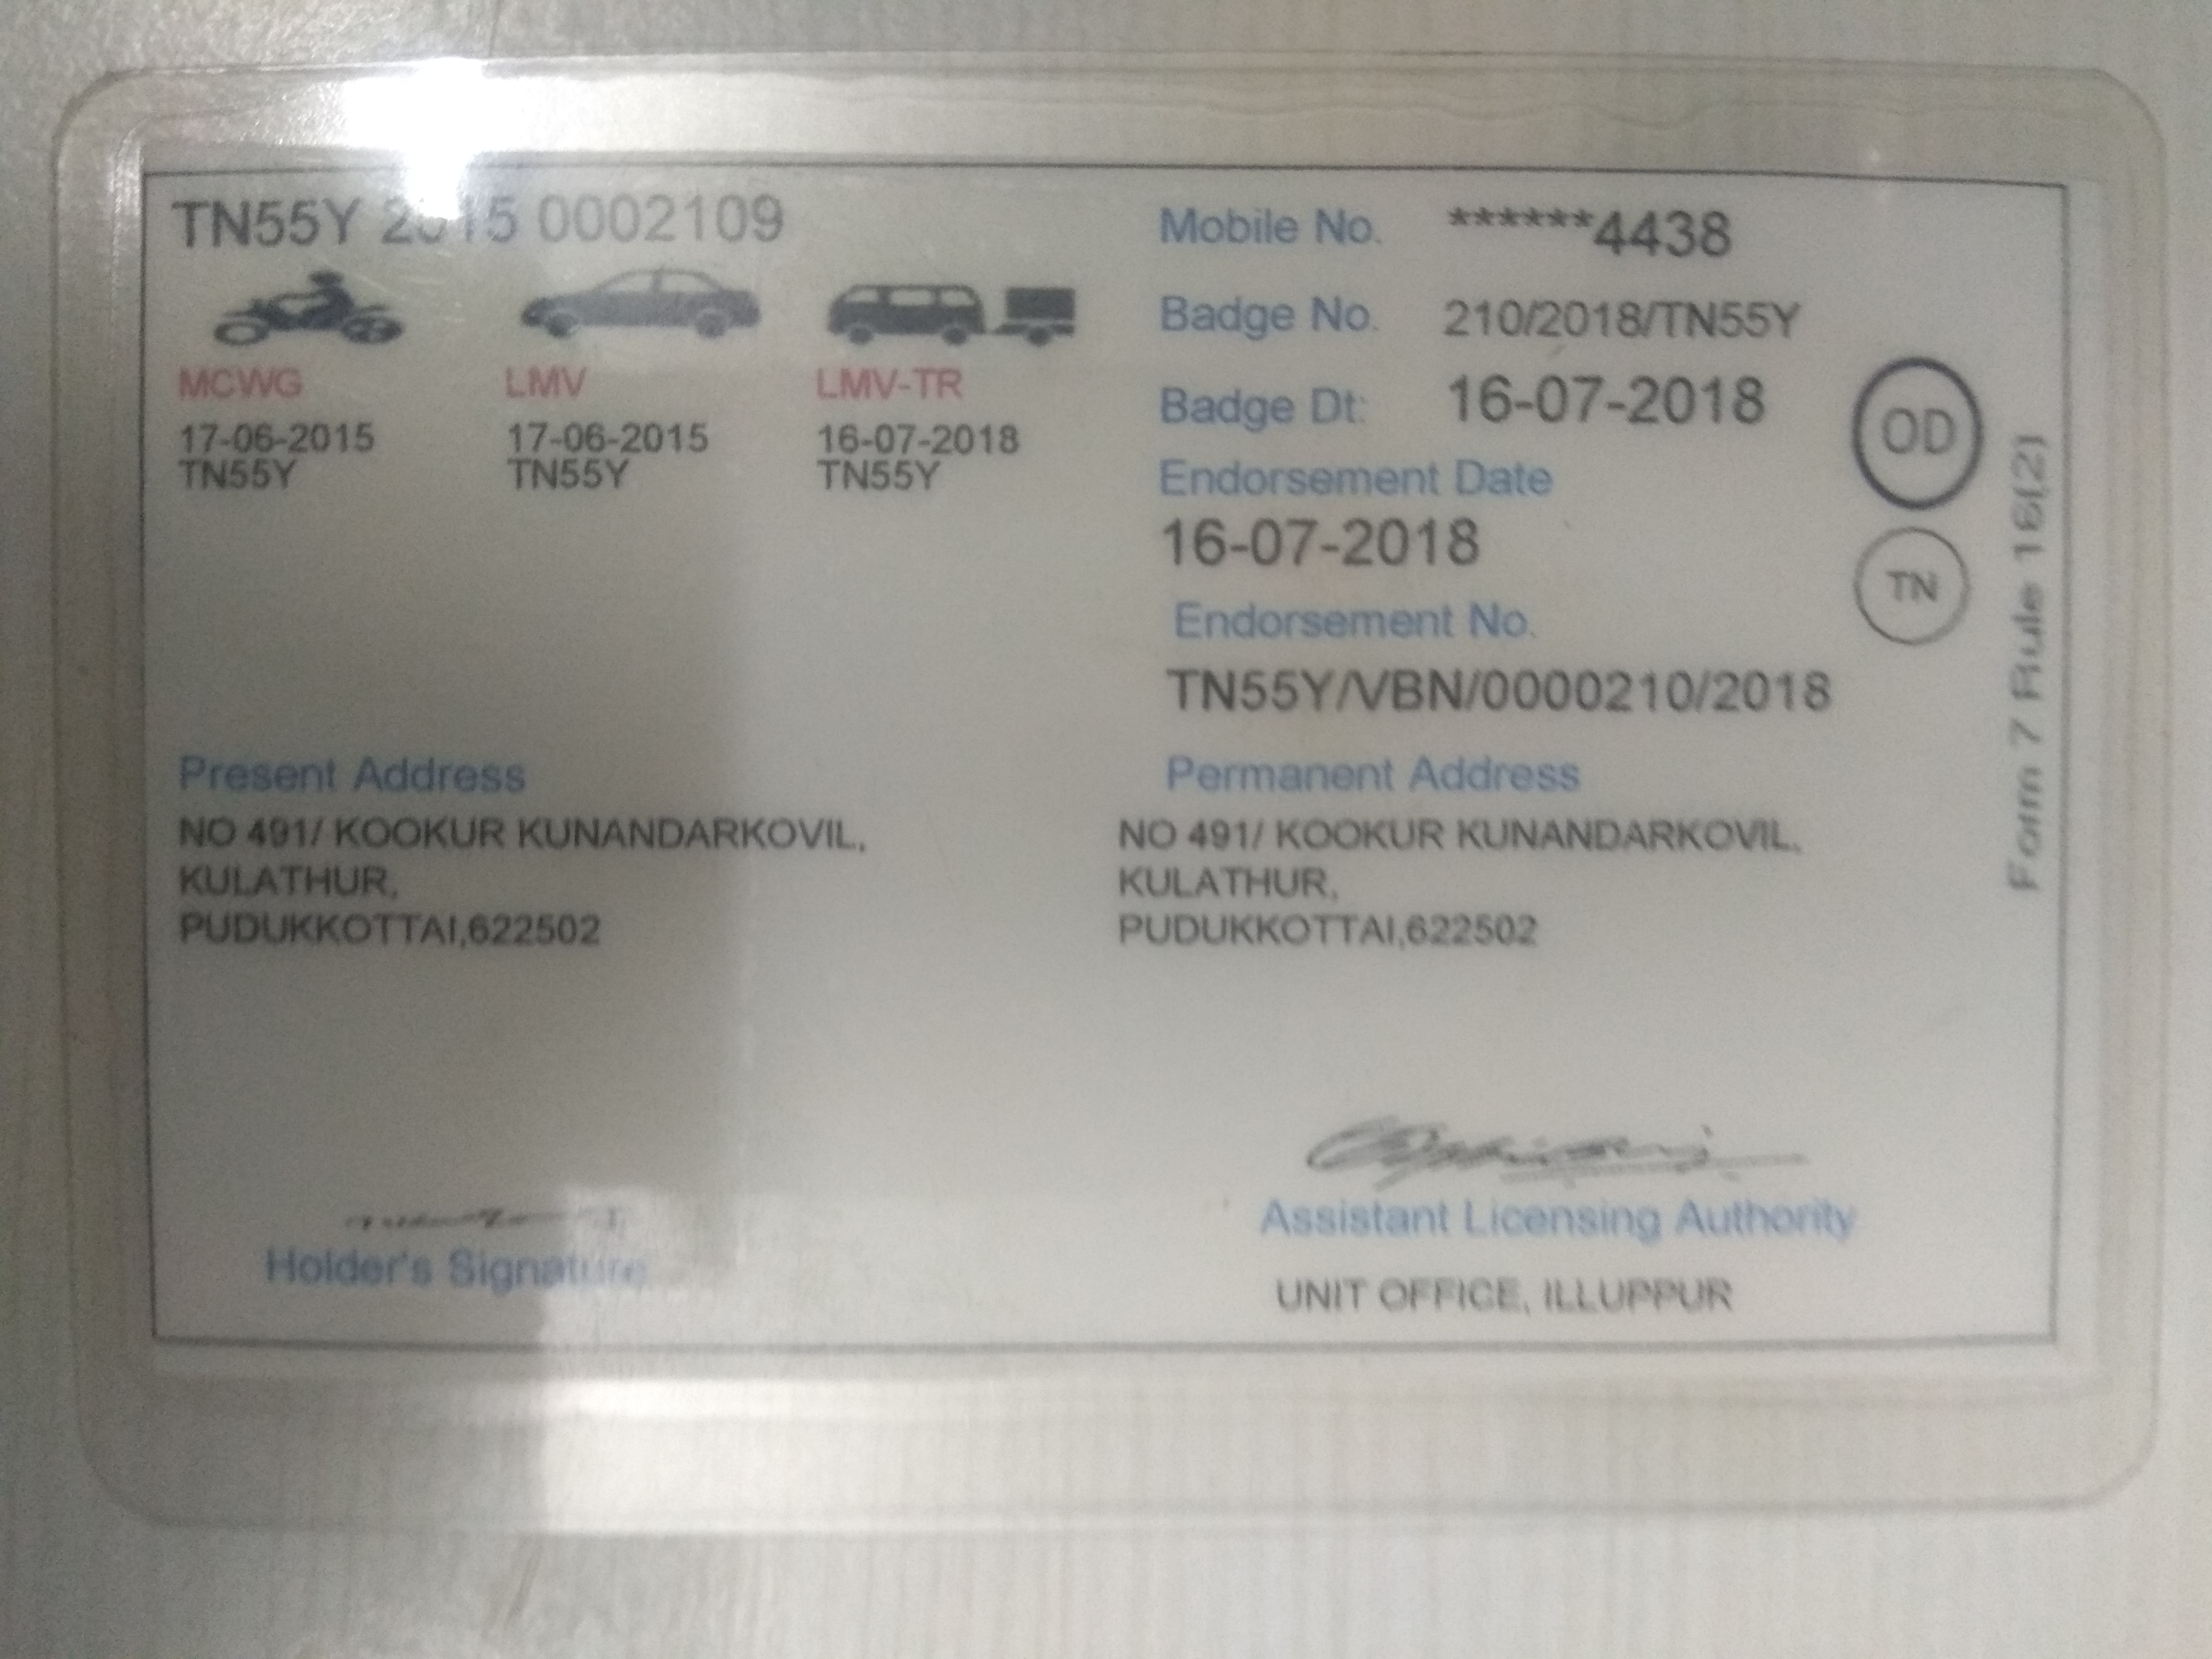 TN55Y 2015 0002109
MCWG LMV LMV-TR
17-06-2015 17-06-2015 16-07-2018
TN55Y TN55Y TN55Y
Mobile No. ******4438
Badge No. 210/2018/TN55Y
Badge Dt: 16-07-2018
Endorsement Date
16-07-2018
Endorsement No.
TN55Y/VBN/0000210/2018
OD
TN
Form 7 Rule 16(2)
Present Address
NO 491/ KOOKUR KUNANDARKOVIL,
KULATHUR,
PUDUKKOTTAI,622502
Permanent Address
NO 491/ KOOKUR KUNANDARKOVIL,
KULATHUR,
PUDUKKOTTAI,622502
Holder's Signature
Assistant Licensing Authority
UNIT OFFICE, ILLUPPUR